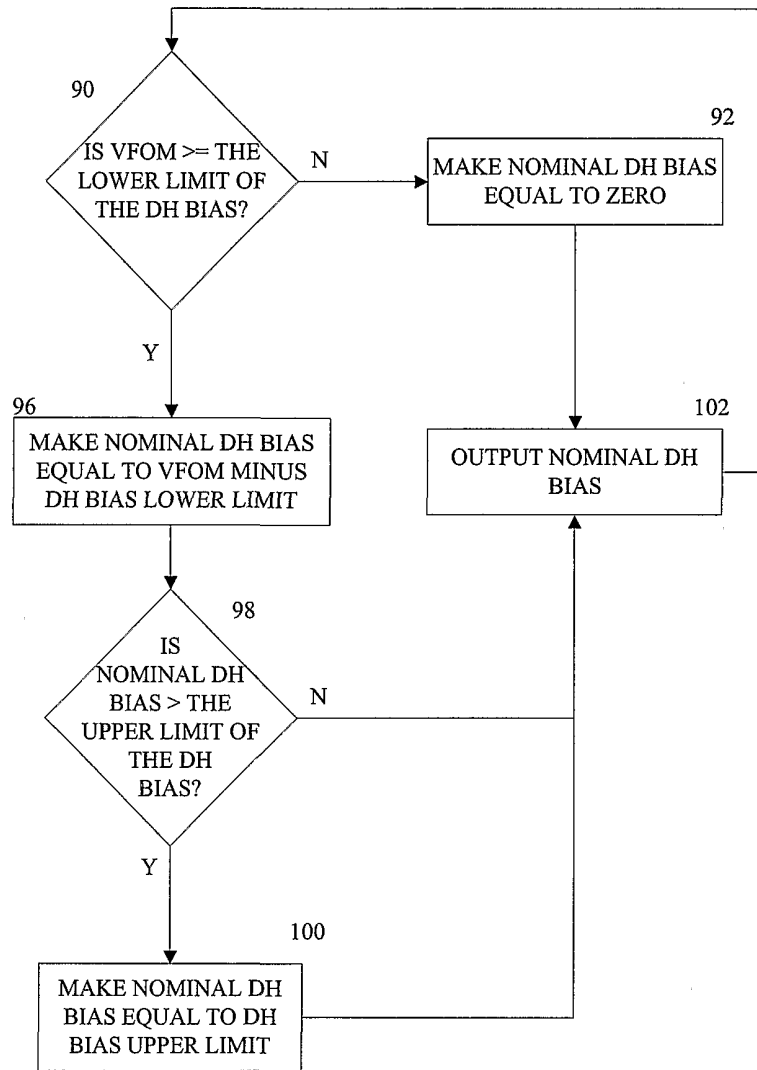 90
IS VFOM >= THE
LOWER LIMIT OF
THE DH BIAS?
N
92
MAKE NOMINAL DH BIAS
EQUAL TO ZERO
Y
96
MAKE NOMINAL DH BIAS
EQUAL TO VFOM MINUS
DH BIAS LOWER LIMIT
102
OUTPUT NOMINAL DH
BIAS
98
IS
NOMINAL DH
BIAS > THE
UPPER LIMIT OF
THE DH
BIAS?
N
Y
100
MAKE NOMINAL DH
BIAS EQUAL TO DH
BIAS UPPER LIMIT